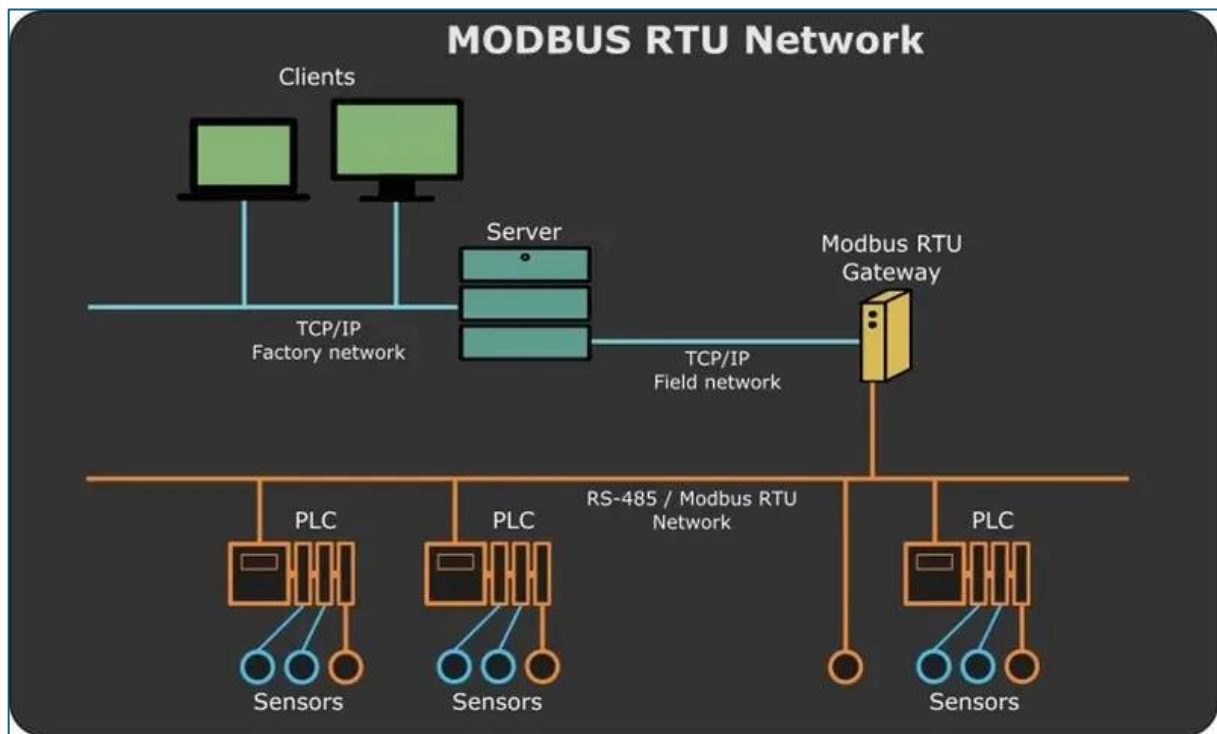 MODBUS RTU Network
Clients
Server
Modbus RTU
Gateway
TCP/IP
Factory network
TCP/IP
Field network
RS-485 / Modbus RTU
Network
PLC
PLC
PLC
Sensors
Sensors
Sensors